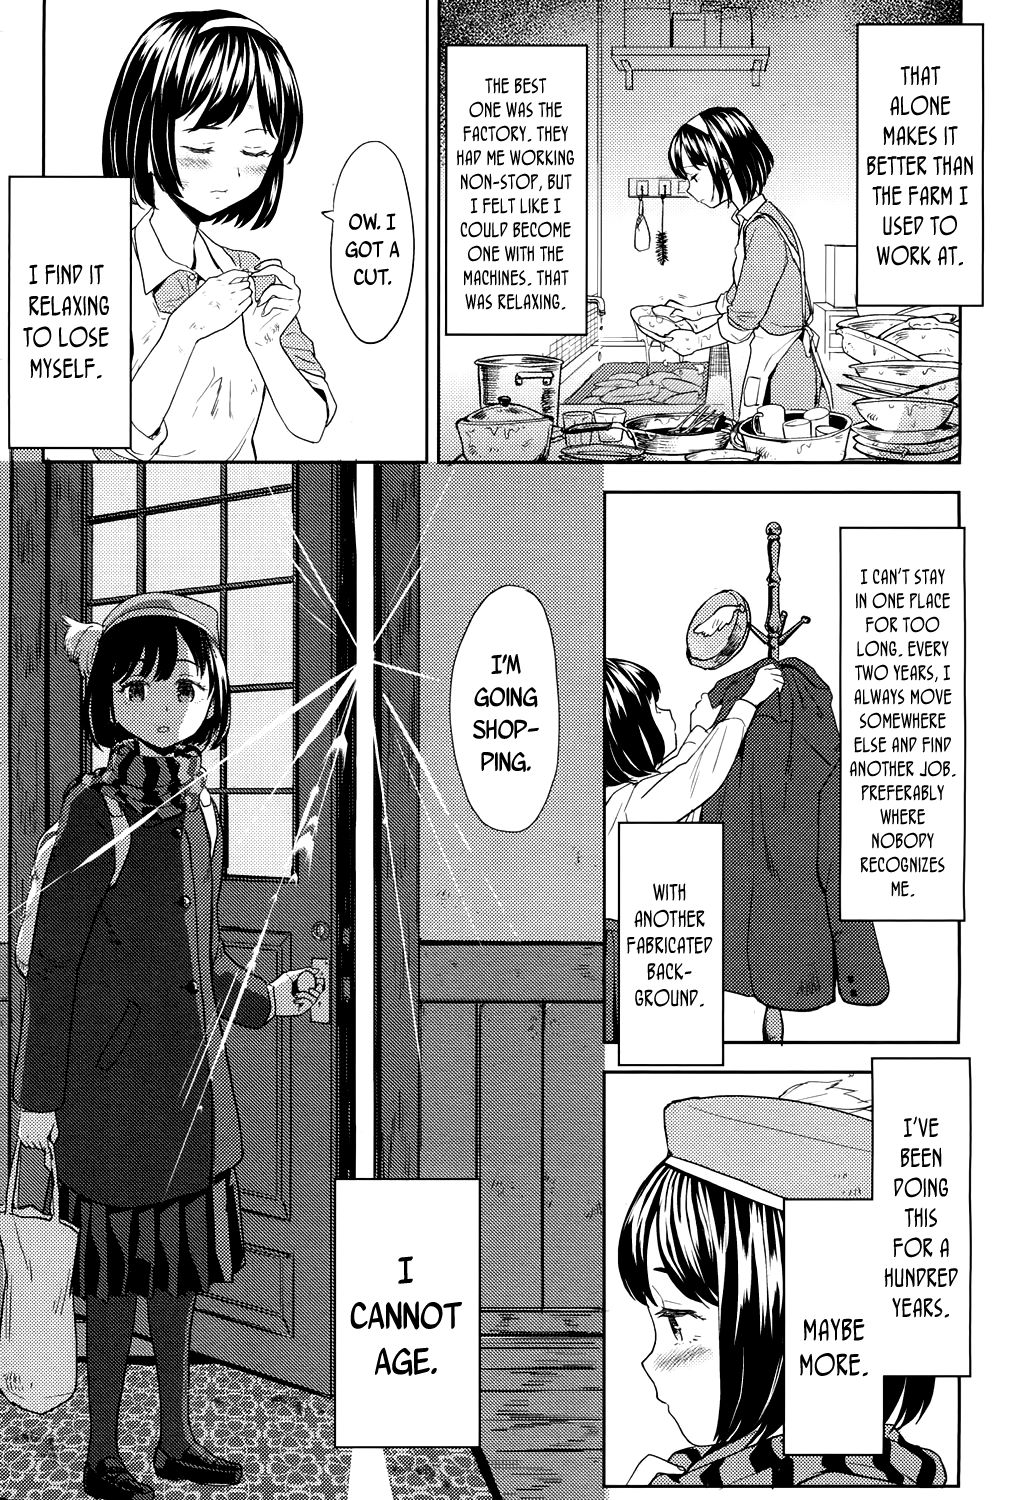 THAT
ALONE
MAKES IT
BETTER THAN
THE FARM I
USED TO
WORK AT.
THE BEST
ONE WAS THE
FACTORY. THEY
HAD ME WORKING
NON-STOP, BUT
I FELT LIKE I
COULD BECOME
ONE WITH THE
MACHINES. THAT
WAS RELAXING.
OW. I
GOT A
CUT.
I FIND IT
RELAXING
TO LOSE
MYSELF.
I CAN'T STAY
IN ONE PLACE
FOR TOO
LONG. EVERY
TWO YEARS, I
ALWAYS MOVE
SOMEWHERE
ELSE AND FIND
ANOTHER JOB.
PREFERABLY
WHERE
NOBODY
RECOGNIZES
ME.
WITH
ANOTHER
FABRICATED
BACK-
GROUND.
I'VE
BEEN
DOING
THIS
FOR A
HUNDRED
YEARS.
MAYBE
MORE.
I'M
GOING
SHOP-
PING.
I
CANNOT
AGE.